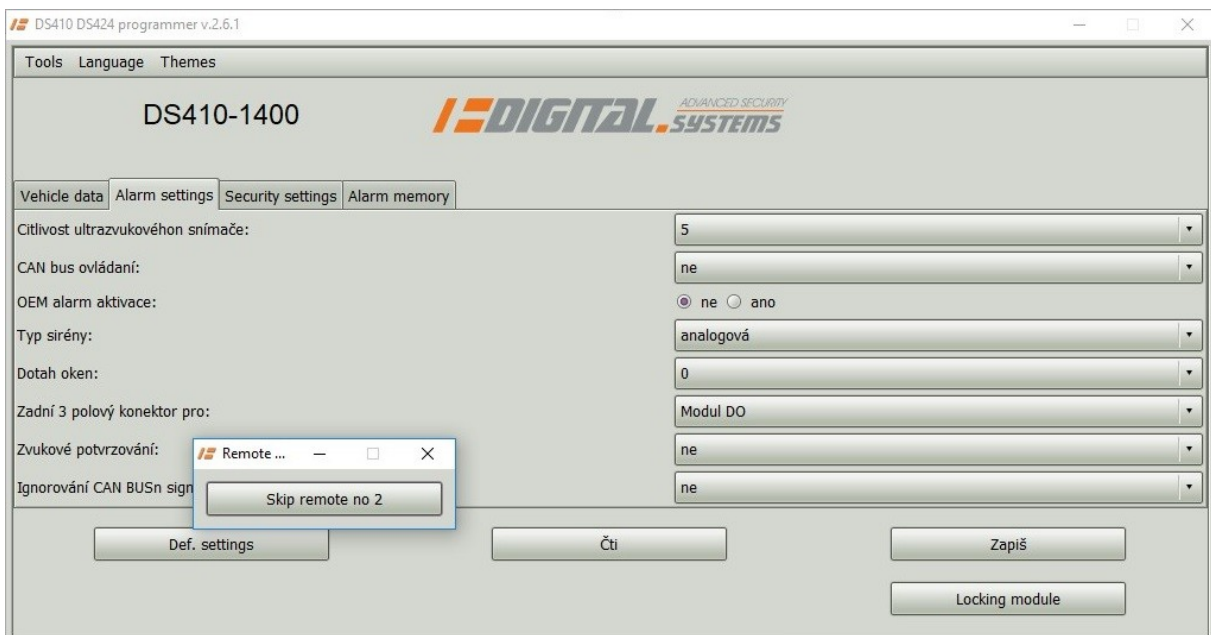 DS410 DS424 programmer v.2.6.1
Tools Language Themes
DS410-1400
DIGITAL. ADVANCED SECURITY SYSTEMS
Vehicle data Alarm settings Security settings Alarm memory
Citlivost ultrazvukovéhon snímače: 5
CAN bus ovládaní: ne
OEM alarm aktivace: ne ano
Typ sirény: analogová
Dotah oken: 0
Zadní 3 polový konektor pro: Modul DO
Zvukové potvrzování: ne
Remote ...
Ignorování CAN BUSn sign ne
Skip remote no 2
Def. settings Čti Zapiš
Locking module